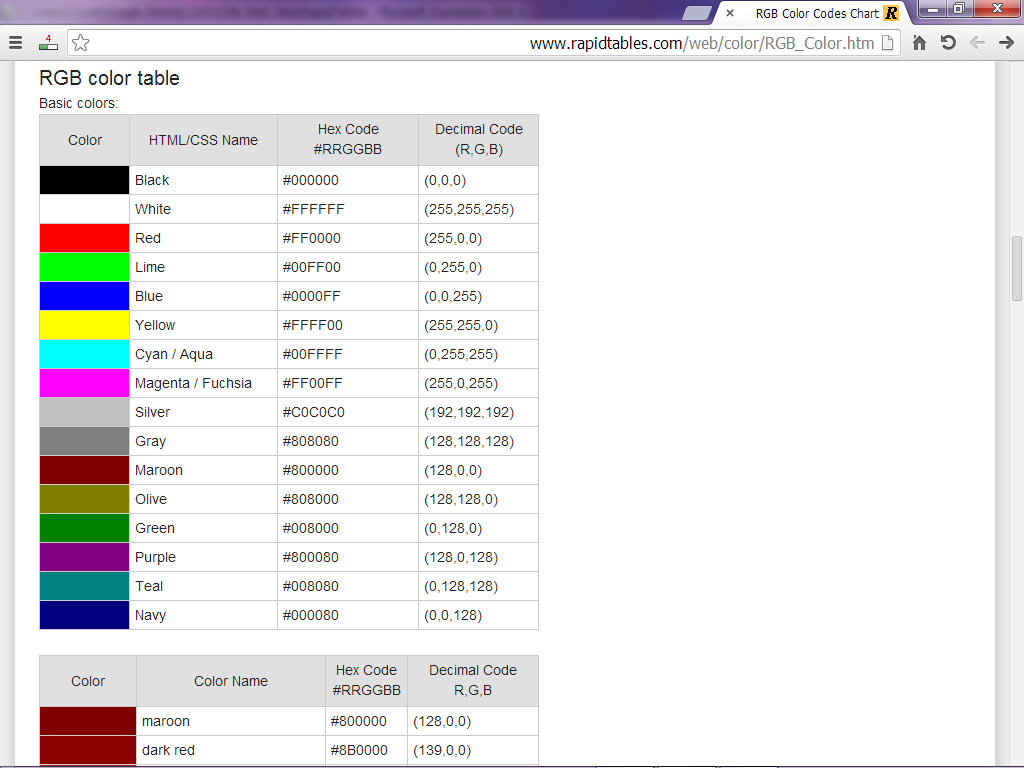 RGB Color Codes Chart
4
www.rapidtables.com/web/color/RGB_Color.htm
RGB color table
Basic colors:
Color HTML/CSS Name Hex Code #RRGGBB Decimal Code (R,G,B)
Black #000000 (0,0,0)
White #FFFFFF (255,255,255)
Red #FF0000 (255,0,0)
Lime #00FF00 (0,255,0)
Blue #0000FF (0,0,255)
Yellow #FFFF00 (255,255,0)
Cyan / Aqua #00FFFF (0,255,255)
Magenta / Fuchsia #FF00FF (255,0,255)
Silver #C0C0C0 (192,192,192)
Gray #808080 (128,128,128)
Maroon #800000 (128,0,0)
Olive #808000 (128,128,0)
Green #008000 (0,128,0)
Purple #800080 (128,0,128)
Teal #008080 (0,128,128)
Navy #000080 (0,0,128)
Color Color Name Hex Code #RRGGBB Decimal Code R,G,B
maroon #800000 (128,0,0)
dark red #8B0000 (139,0,0)